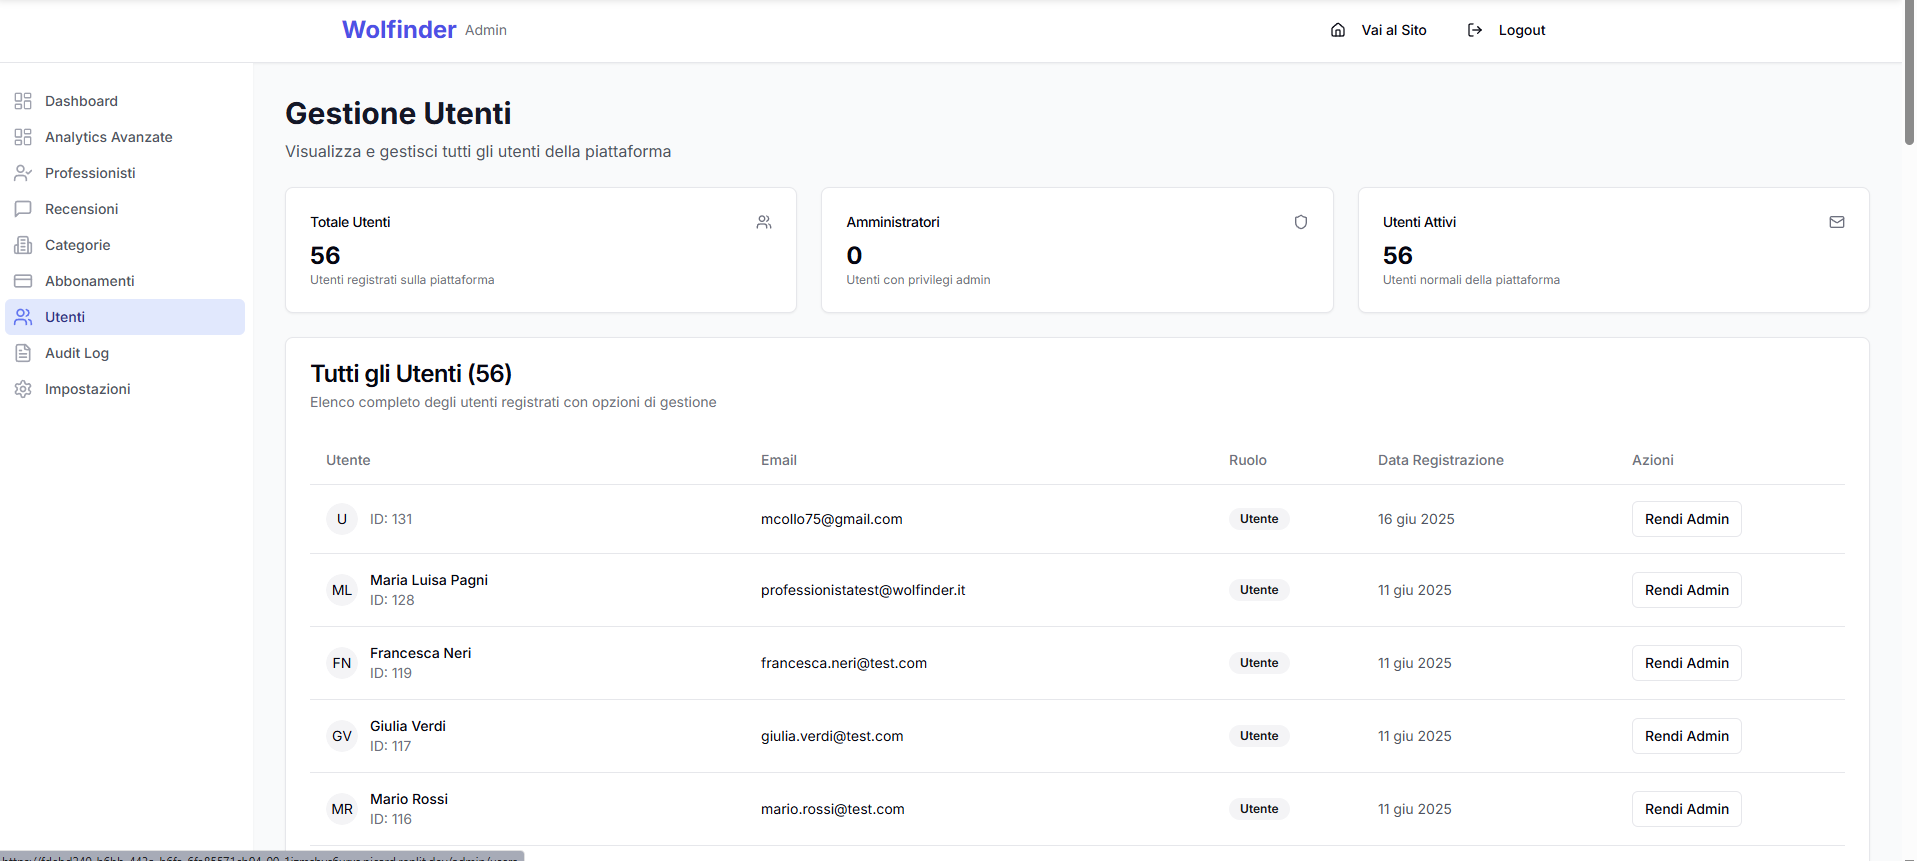 Wolfinder Admin
Vai al Sito
Logout
Dashboard
Analytics Avanzate
Professionisti
Recensioni
Categorie
Abbonamenti
Utenti
Audit Log
Impostazioni
Gestione Utenti
Visualizza e gestisci tutti gli utenti della piattaforma
Totale Utenti
56
Utenti registrati sulla piattaforma
Amministratori
0
Utenti con privilegi admin
Utenti Attivi
56
Utenti normali della piattaforma
Tutti gli Utenti (56)
Elenco completo degli utenti registrati con opzioni di gestione
Utente Email Ruolo Data Registrazione Azioni
U ID: 131 mcollo75@gmail.com Utente 16 giu 2025 Rendi Admin
ML Maria Luisa Pagni
ID: 128 professionistatest@wolfinder.it Utente 11 giu 2025 Rendi Admin
FN Francesca Neri
ID: 119 francesca.neri@test.com Utente 11 giu 2025 Rendi Admin
GV Giulia Verdi
ID: 117 giulia.verdi@test.com Utente 11 giu 2025 Rendi Admin
MR Mario Rossi
ID: 116 mario.rossi@test.com Utente 11 giu 2025 Rendi Admin